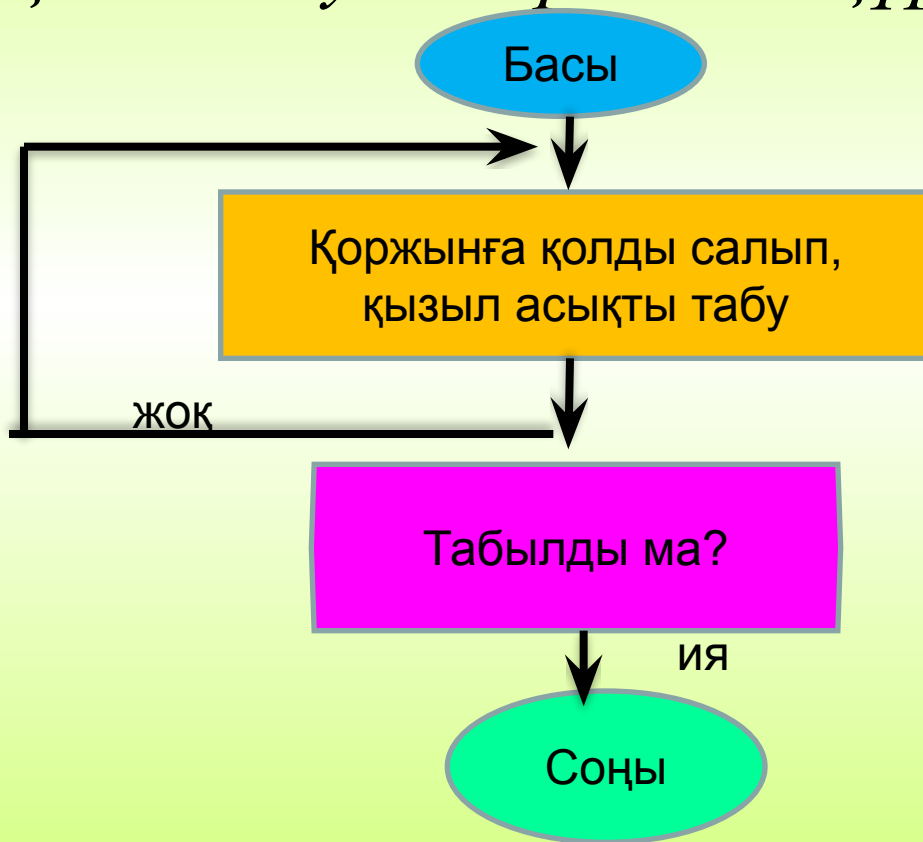 Басы
Қоржынға қолды салып,
қызыл асықты табу
жоқ
Табылды ма?
ия
Соңы